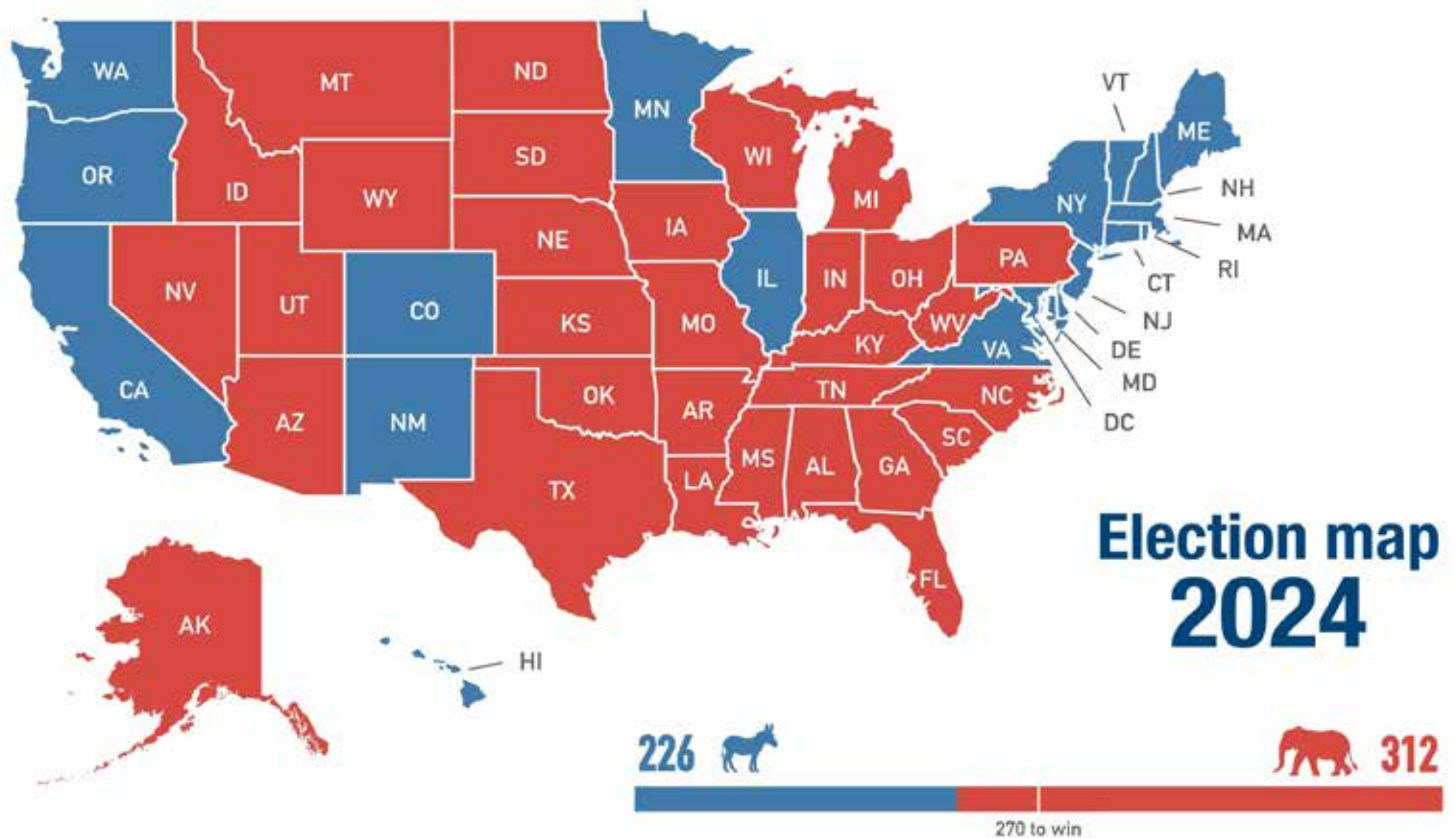 VT
WA
MT
ND
MN
ME
OR
ID
SD
WI
MI
NY
NH
WY
MA
NE
IA
PA
RI
NV
UT
CO
IL
IN
OH
CT
KS
MO
WV
NJ
KY
VA
DE
CA
MD
AZ
NM
OK
AR
TN
NC
DC
TX
LA
MS
AL
GA
SC
FL
Election map
2024
AK
HI
226
312
270 to win